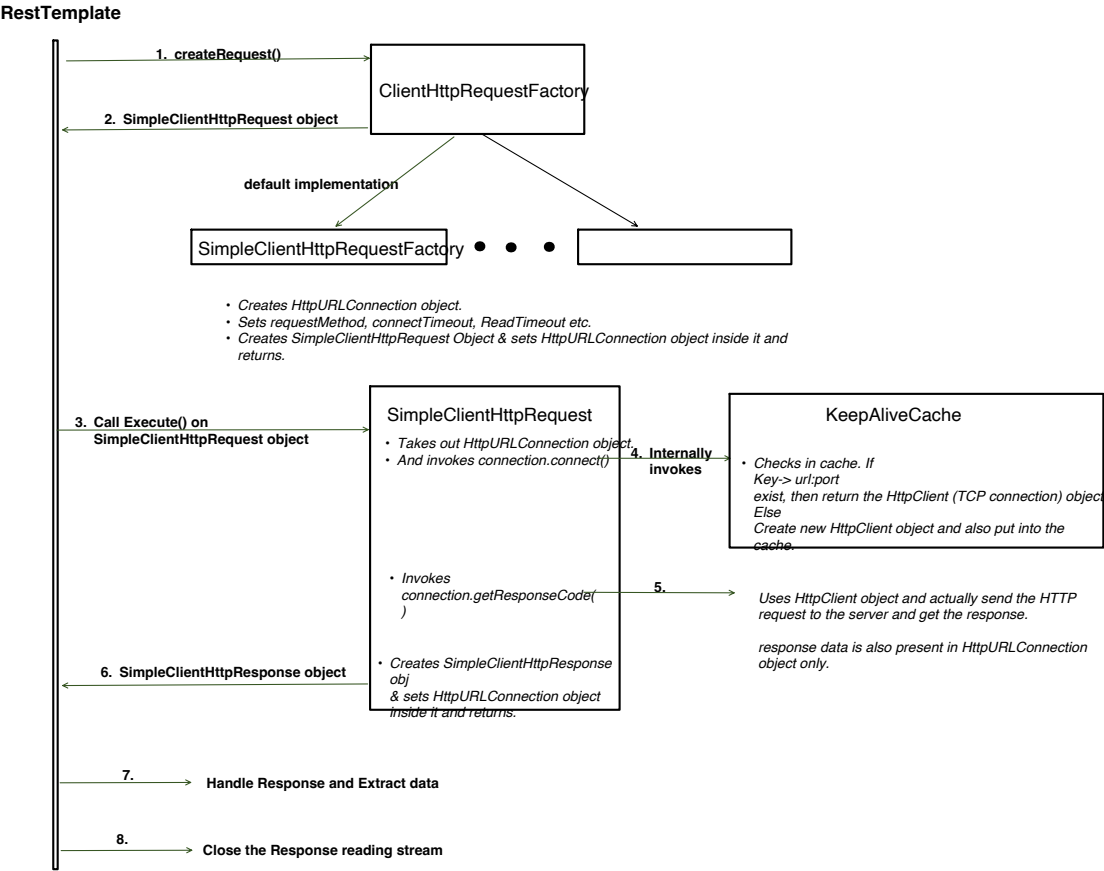 RestTemplate
1. createRequest()
ClientHttpRequestFactory
2. SimpleClientHttpRequest object
default implementation
SimpleClientHttpRequestFactory
• Creates HttpURLConnection object.
• Sets requestMethod, connectTimeout, ReadTimeout etc.
• Creates SimpleClientHttpRequest Object & sets HttpURLConnection object inside it and
returns.
3. Call Execute() on
SimpleClientHttpRequest object
SimpleClientHttpRequest
• Takes out HttpURLConnection object.
• And invokes connection.connect()
4. Internally
invokes
KeepAliveCache
• Checks in cache. If
Key-> url:port
exist, then return the HttpClient (TCP connection) object
Else
Create new HttpClient object and also put into the
cache.
• Invokes
connection.getResponseCode(
)
5.
Uses HttpClient object and actually send the HTTP
request to the server and get the response.
response data is also present in HttpURLConnection
object only.
• Creates SimpleClientHttpResponse
obj
& sets HttpURLConnection object
inside it and returns.
6. SimpleClientHttpResponse object
7.
Handle Response and Extract data
8.
Close the Response reading stream